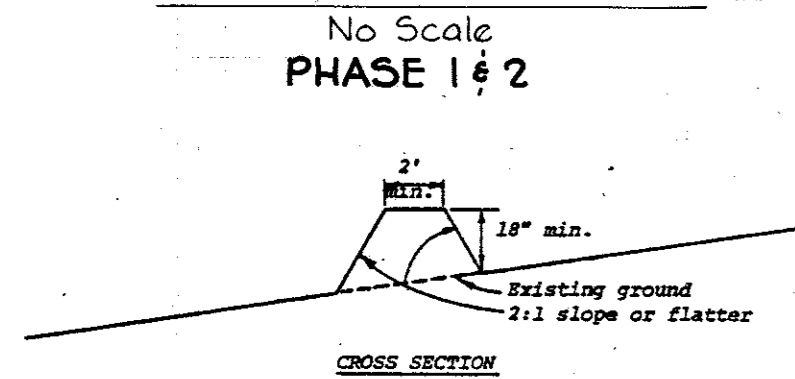 No Scale
PHASE 1 & 2
2'
min.
18" min.
Existing ground
2:1 slope or flatter
CROSS SECTION